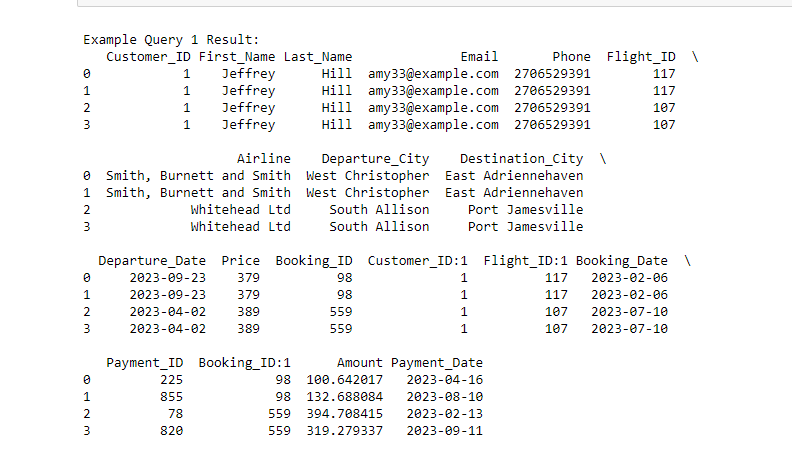 Example Query 1 Result:
   Customer_ID First_Name Last_Name              Email       Phone  Flight_ID  \
0            1    Jeffrey      Hill  amy33@example.com  2706529391        117
1            1    Jeffrey      Hill  amy33@example.com  2706529391        117
2            1    Jeffrey      Hill  amy33@example.com  2706529391        107
3            1    Jeffrey      Hill  amy33@example.com  2706529391        107
                    Airline    Departure_City    Destination_City  \
0  Smith, Burnett and Smith  West Christopher  East Adriennehaven
1  Smith, Burnett and Smith  West Christopher  East Adriennehaven
2             Whitehead Ltd     South Allison     Port Jamesville
3             Whitehead Ltd     South Allison     Port Jamesville
  Departure_Date  Price  Booking_ID  Customer_ID:1  Flight_ID:1 Booking_Date  \
0     2023-09-23    379          98              1          117   2023-02-06
1     2023-09-23    379          98              1          117   2023-02-06
2     2023-04-02    389         559              1          107   2023-07-10
3     2023-04-02    389         559              1          107   2023-07-10
   Payment_ID  Booking_ID:1      Amount Payment_Date
0         225            98  100.642017   2023-04-16
1         855            98  132.688084   2023-08-10
2          78           559  394.708415   2023-02-13
3         820           559  319.279337   2023-09-11